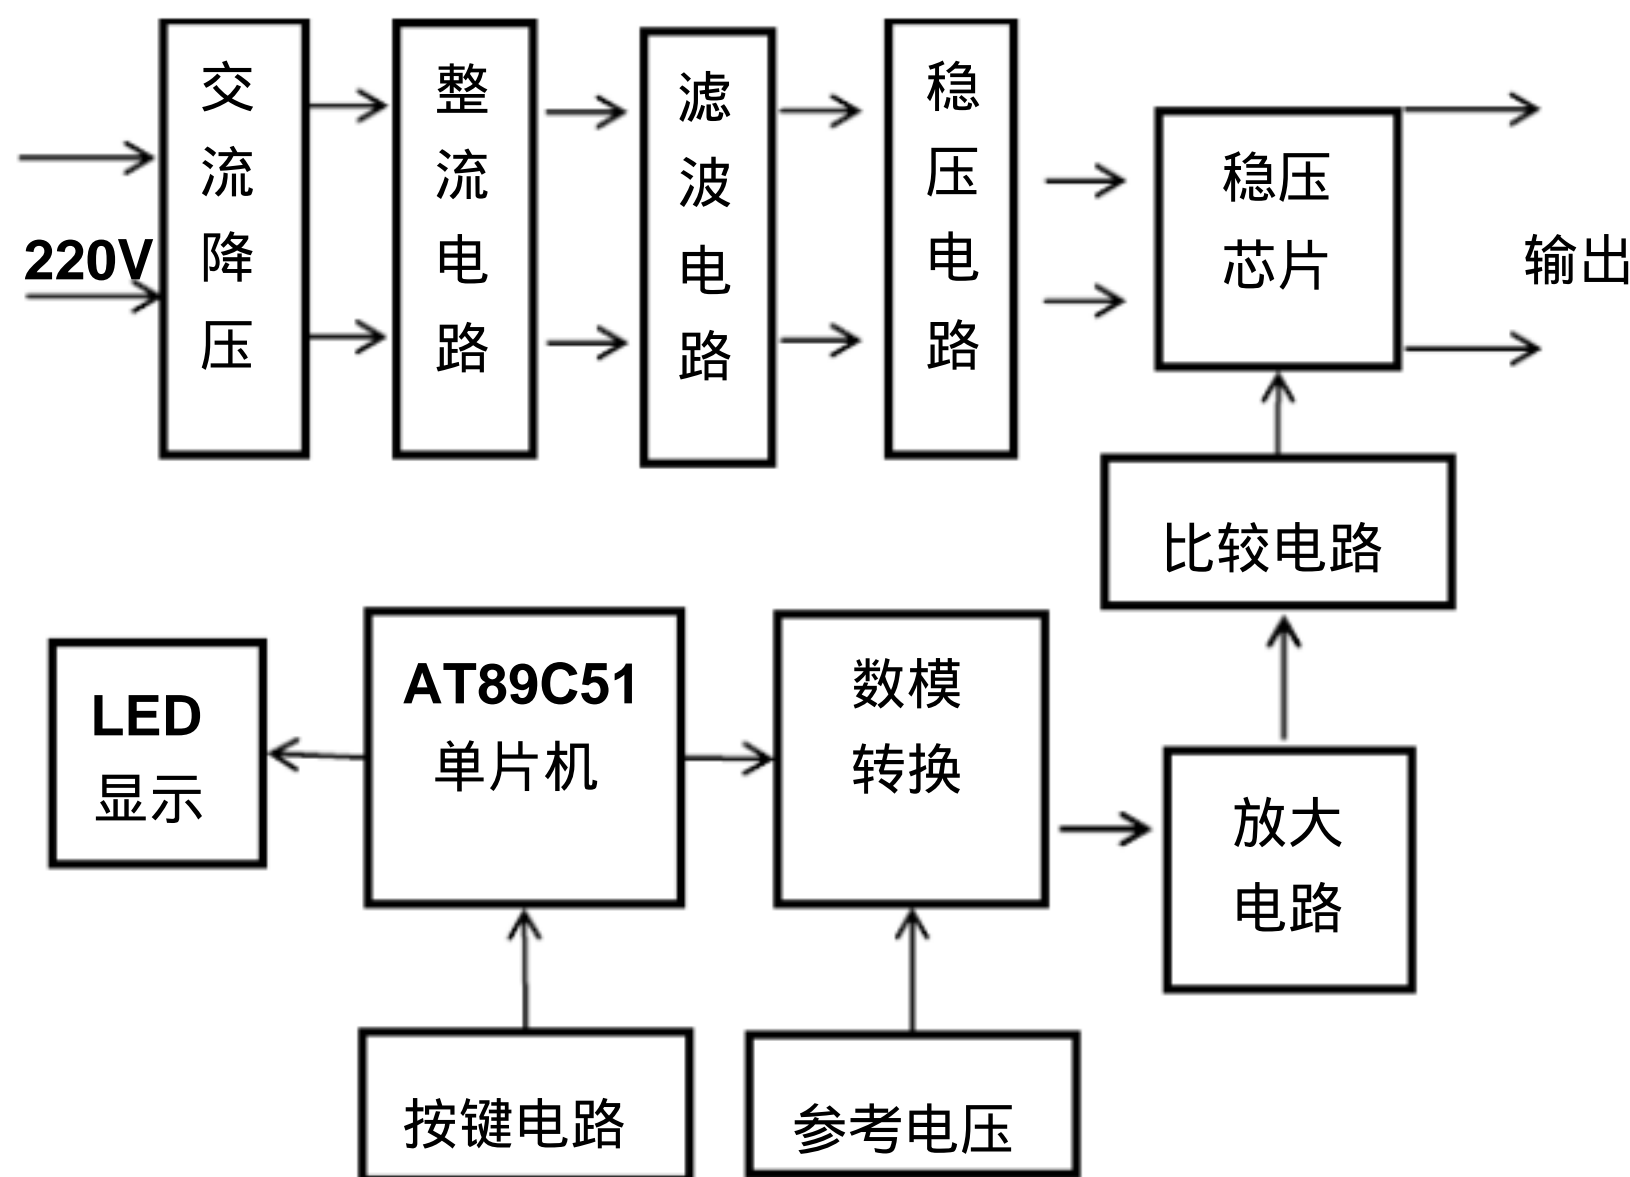 交流降压
整流电路
滤波电路
稳压电路
稳压
芯片
220V
输出
比较电路
LED
显示
AT89C51
单片机
数模
转换
放大
电路
按键电路
参考电压